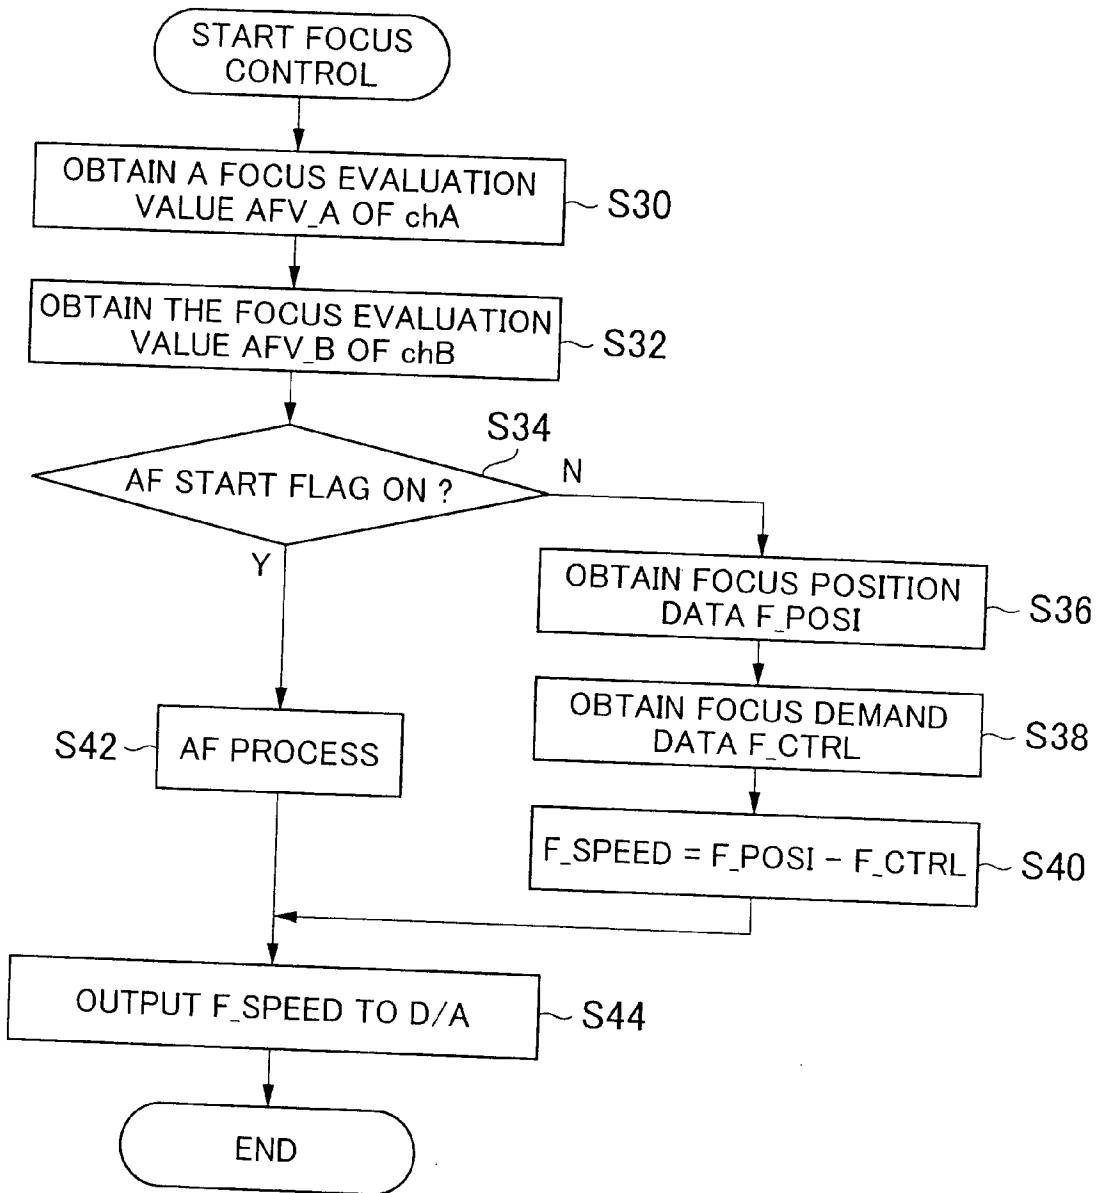 START FOCUS
CONTROL
OBTAIN A FOCUS EVALUATION
VALUE AFV_A OF chA
S30
OBTAIN THE FOCUS EVALUATION
VALUE AFV_B OF chB
S32
S34
AF START FLAG ON ?
N
Y
OBTAIN FOCUS POSITION
DATA F_POSI
S36
OBTAIN FOCUS DEMAND
DATA F_CTRL
S38
S42
AF PROCESS
F_SPEED = F_POSI − F_CTRL
S40
OUTPUT F_SPEED TO D/A
S44
END